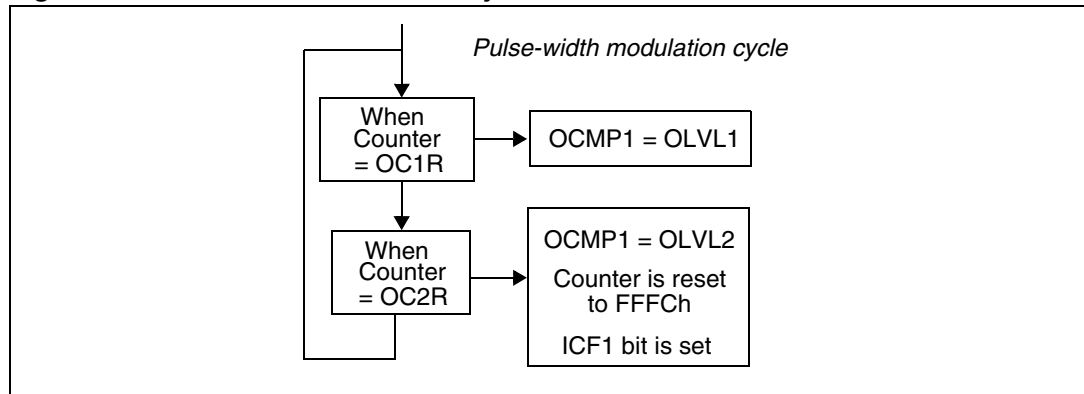 Pulse-width modulation cycle
When
Counter
= OC1R
OCMP1 = OLVL1
When
Counter
= OC2R
OCMP1 = OLVL2
Counter is reset
to FFFCh
ICF1 bit is set